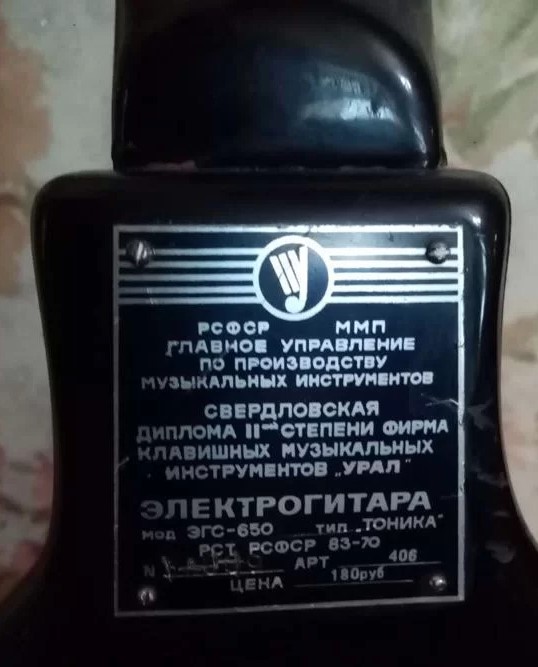 РСФСР ММП
ГЛАВНОЕ УПРАВЛЕНИЕ
ПО ПРОИЗВОДСТВУ
МУЗЫКАЛЬНЫХ ИНСТРУМЕНТОВ
СВЕРДЛОВСКАЯ
ДИПЛОМА II-ой СТЕПЕНИ ФИРМА
КЛАВИШНЫХ МУЗЫКАЛЬНЫХ
ИНСТРУМЕНТОВ „УРАЛ"
ЭЛЕКТРОГИТАРА
МОД ЭГС-650 ТИП „ТОНИКА"
РСТ РСФСР 83-70
N АРТ 406
ЦЕНА 180руб